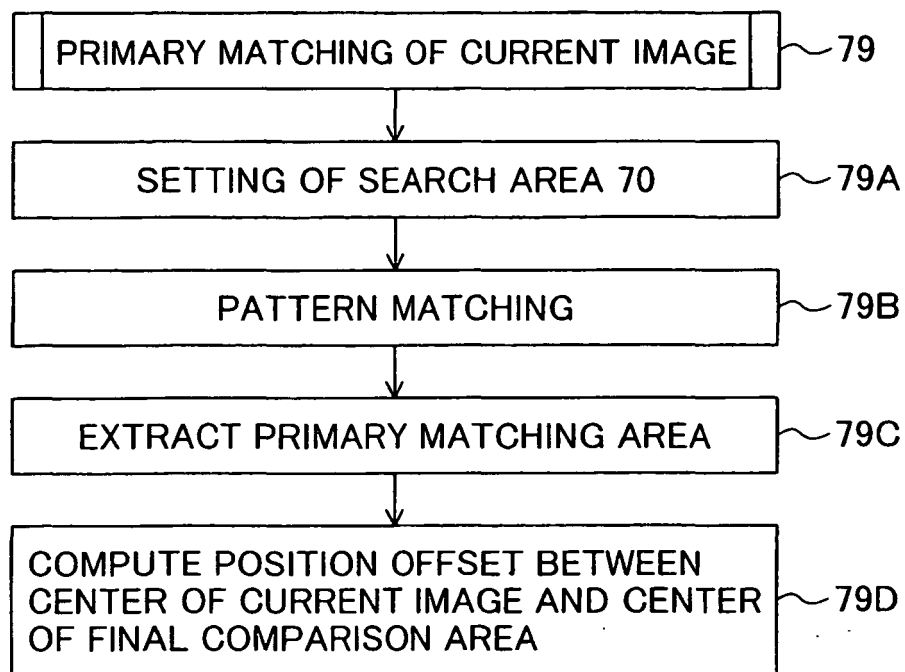 PRIMARY MATCHING OF CURRENT IMAGE 79
SETTING OF SEARCH AREA 70 79A
PATTERN MATCHING 79B
EXTRACT PRIMARY MATCHING AREA 79C
COMPUTE POSITION OFFSET BETWEEN
CENTER OF CURRENT IMAGE AND CENTER 79D
OF FINAL COMPARISON AREA